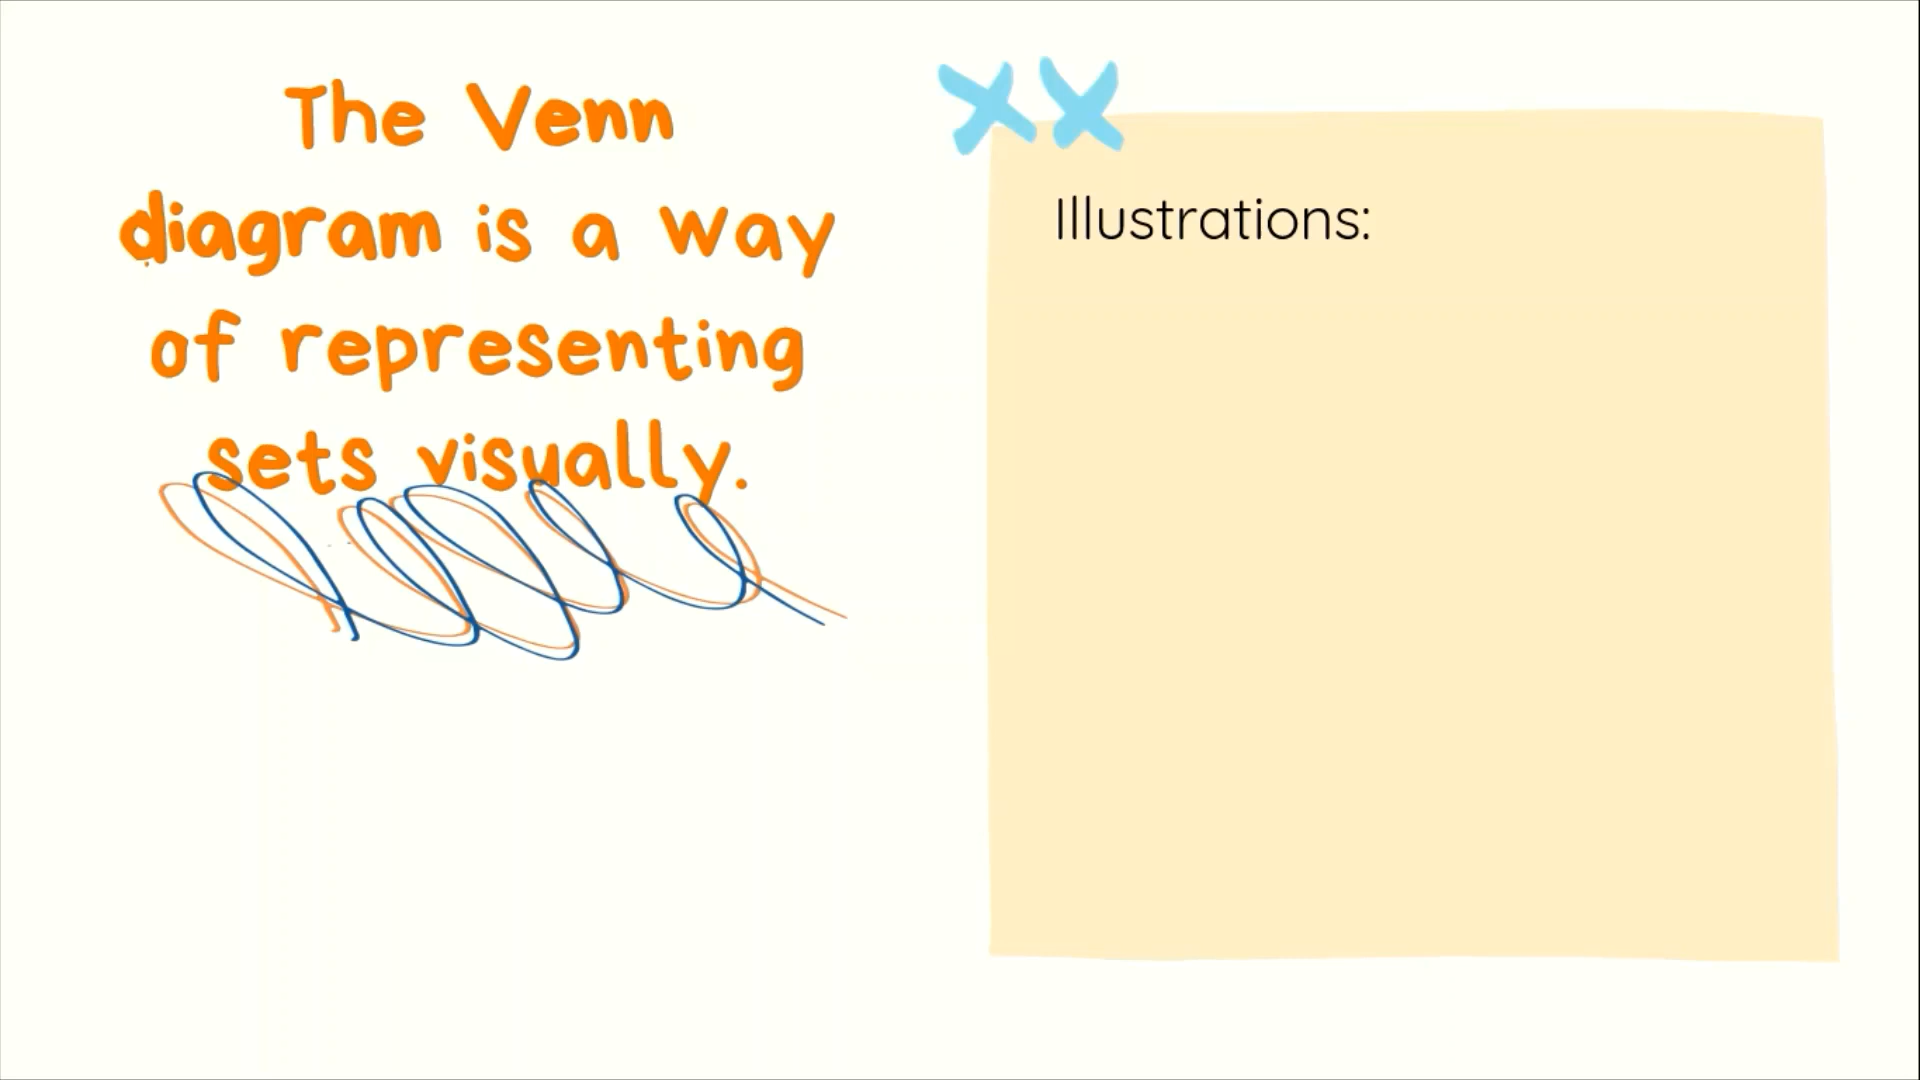 The Venn
diagram is a way
of representing
sets visually.
Illustrations: